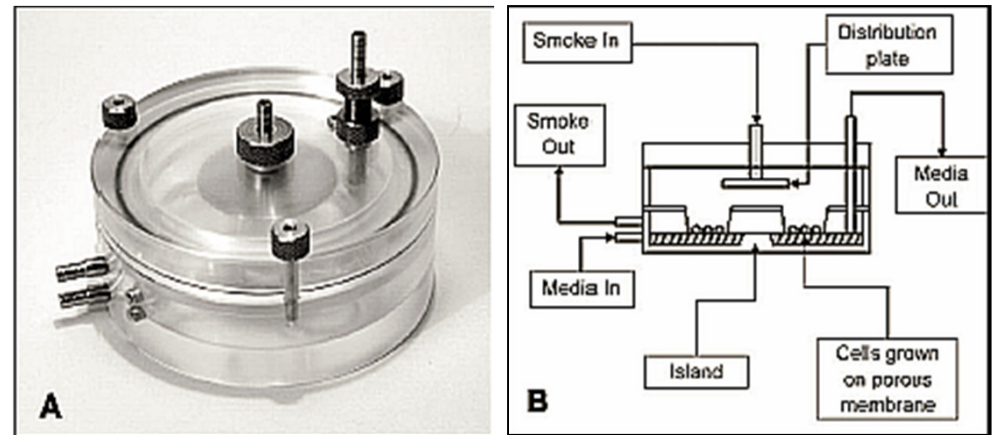 A
Smoke In
Distribution
plate
Smoke
Out
Media
Out
Media In
Island
Cells grown
on porous
membrane
B